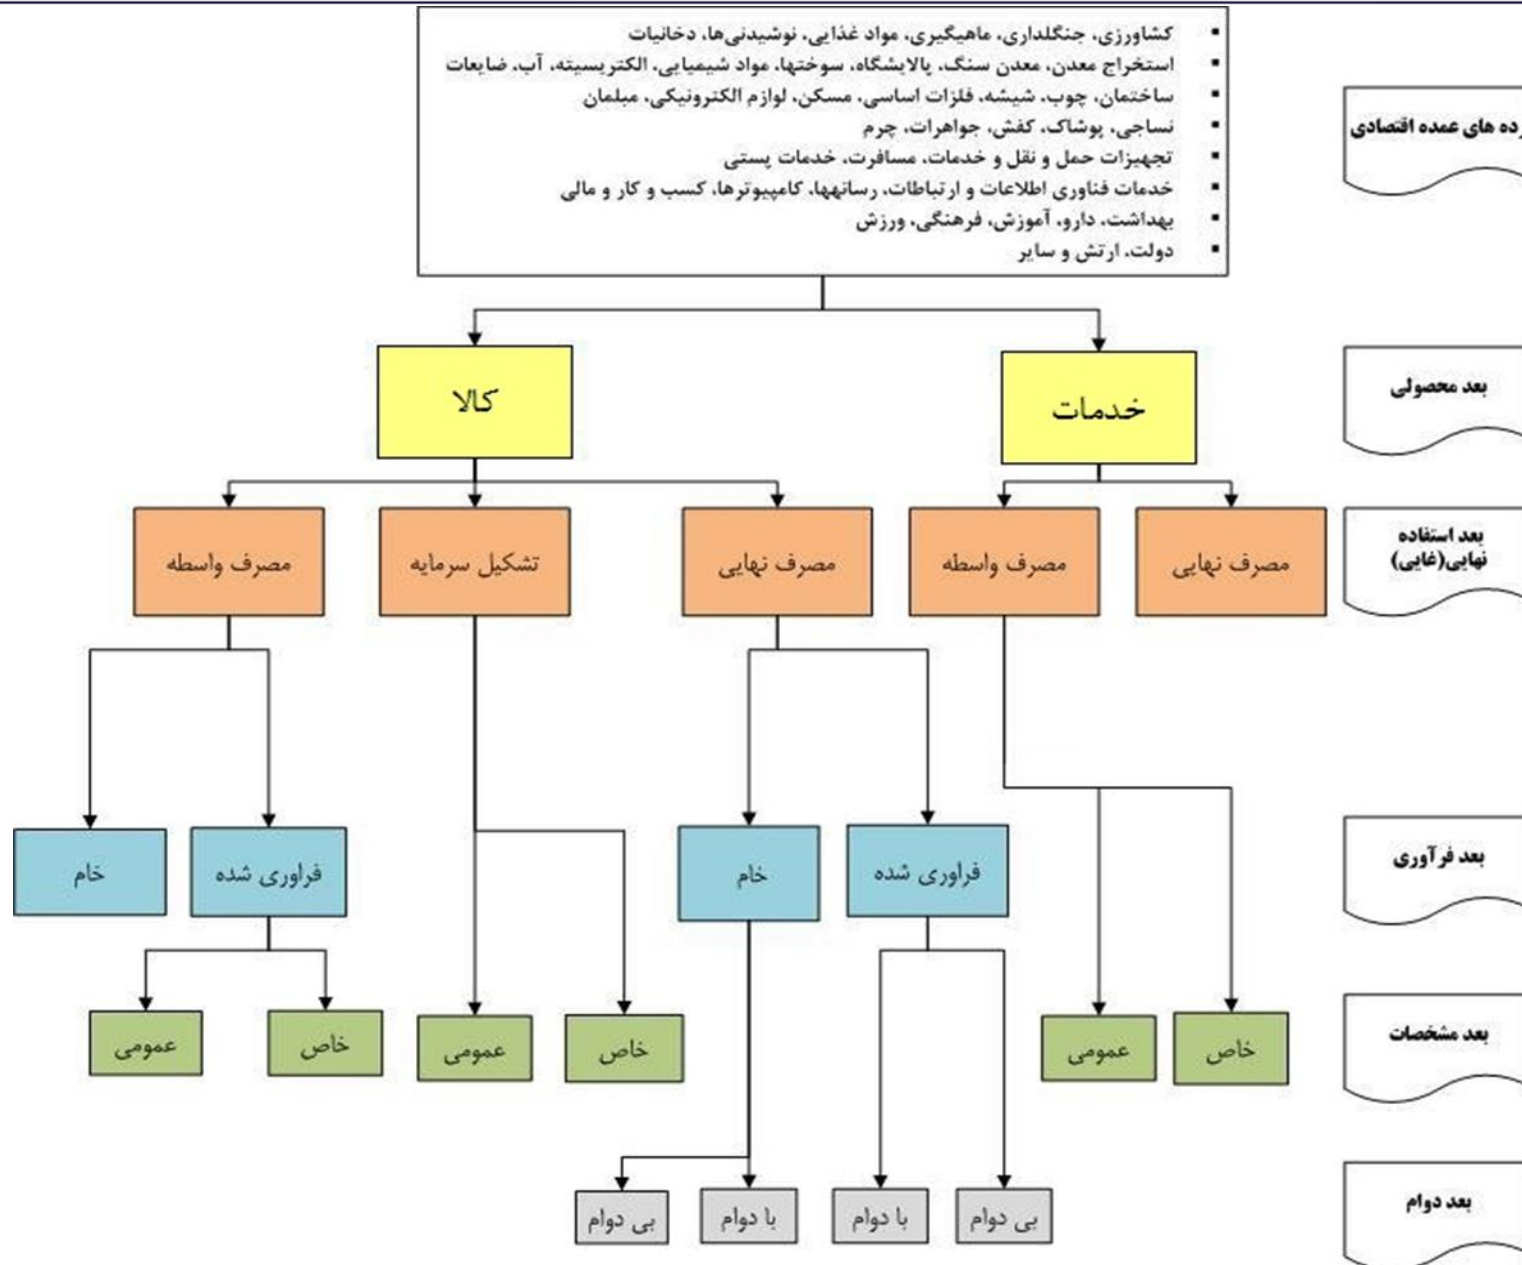 کشاورزی، جنگلداری، ماهیگیری، مواد غذایی، نوشیدنی‌ها، دخانیات
استخراج معدن، معدن سنگ، پالایشگاه، سوختها، مواد شیمیایی، الکتریسیته، آب، ضایعات
ساختمان، چوب، شیشه، فلزات اساسی، مسکن، لوازم الکترونیکی، مبلمان
نساجی، پوشاک، کفش، جواهرات، چرم
تجهیزات حمل و نقل و خدمات، مسافرت، خدمات پستی
خدمات فناوری اطلاعات و ارتباطات، رسانهها، کامپیوترها، کسب و کار و مالی
بهداشت، دارو، آموزش، فرهنگی، ورزش
دولت، ارتش و سایر
رده های عمده اقتصادی
بعد محصولی
خدمات
کالا
بعد استفاده
نهایی(غایی)
مصرف نهایی
مصرف واسطه
مصرف نهایی
تشکیل سرمایه
مصرف واسطه
بعد فرآوری
فراوری شده
خام
فراوری شده
خام
بعد مشخصات
خاص
عمومی
خاص
عمومی
خاص
عمومی
بعد دوام
بی دوام
با دوام
با دوام
بی دوام